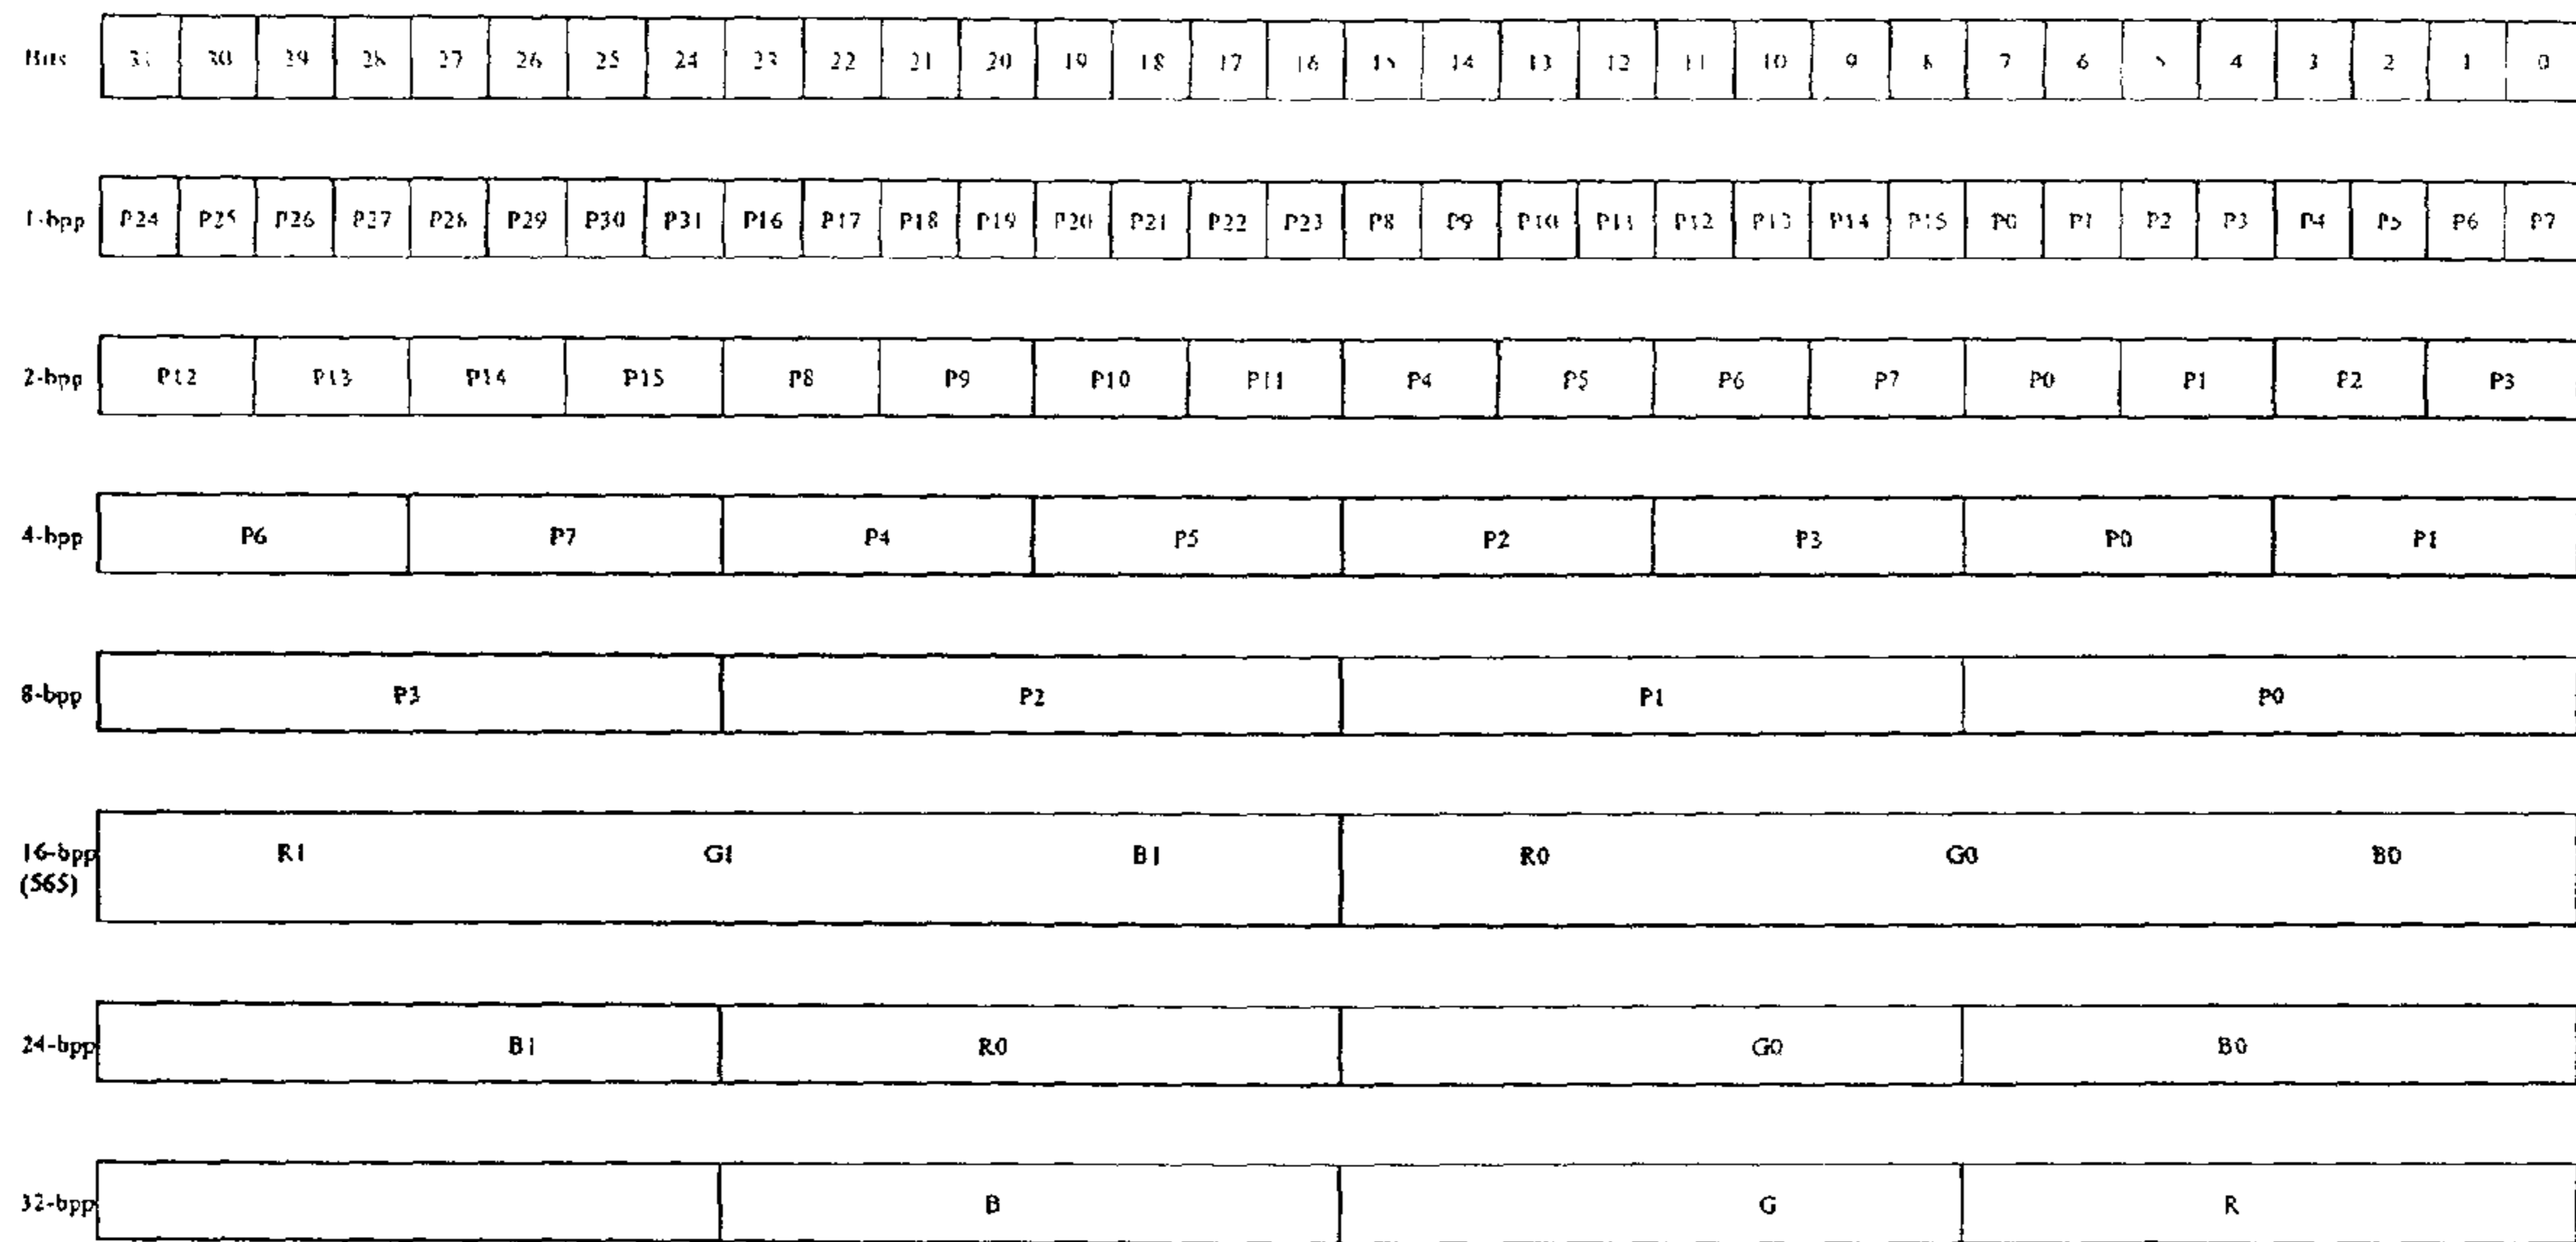 Bits 31 30 29 28 27 26 25 24 23 22 21 20 19 18 17 16 15 14 13 12 11 10 9 8 7 6 5 4 3 2 1 0
1-bpp P24 P25 P26 P27 P28 P29 P30 P31 P16 P17 P18 P19 P20 P21 P22 P23 P8 P9 P10 P11 P12 P13 P14 P15 P0 P1 P2 P3 P4 P5 P6 P7
2-bpp P12 P13 P14 P15 P8 P9 P10 P11 P4 P5 P6 P7 P0 P1 P2 P3
4-bpp P6 P7 P4 P5 P2 P3 P0 P1
8-bpp P3 P2 P1 P0
16-bpp R1 G1 B1 R0 G0 B0
(565)
24-bpp B1 R0 G0 B0
32-bpp B G R